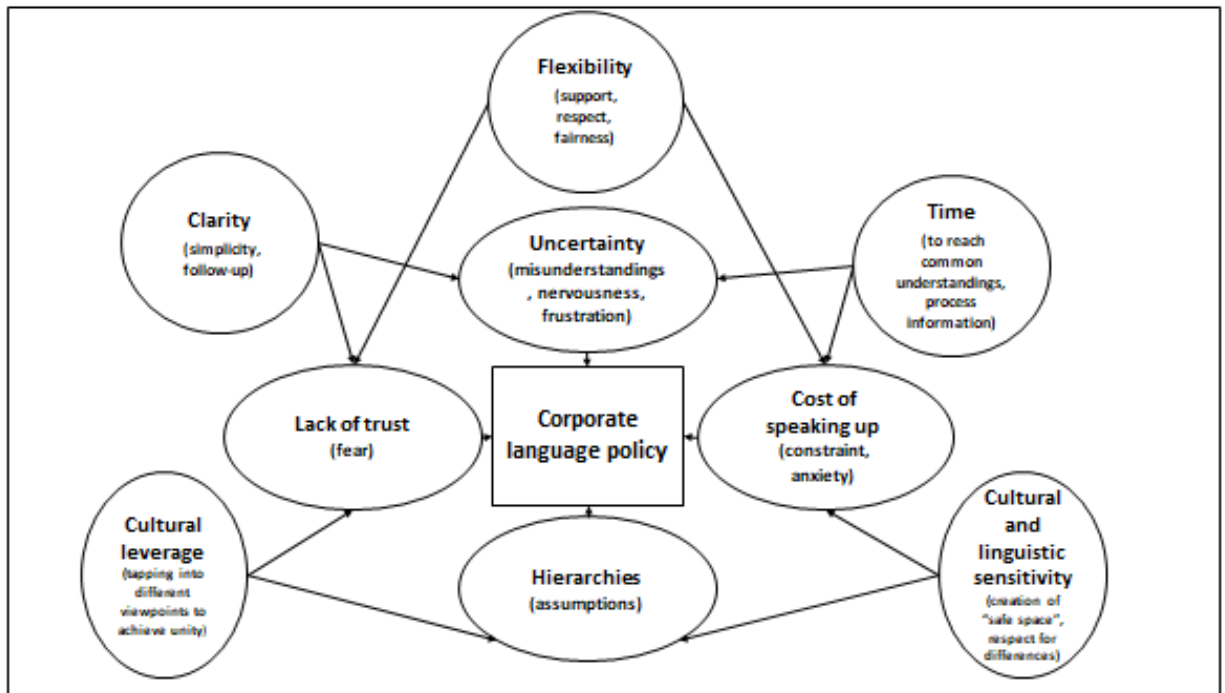 Flexibility
(support,
respect,
fairness)
Clarity
(simplicity,
follow-up)
Uncertainty
(misunderstandings
, nervousness,
frustration)
Time
(to reach
common
understandings,
process
information)
Lack of trust
(fear)
Corporate
language policy
Cost of
speaking up
(constraint,
anxiety)
Cultural
leverage
(tapping into
different
viewpoints to
achieve unity)
Hierarchies
(assumptions)
Cultural
and
linguistic
sensitivity
(creation of
"safe space",
respect for
differences)